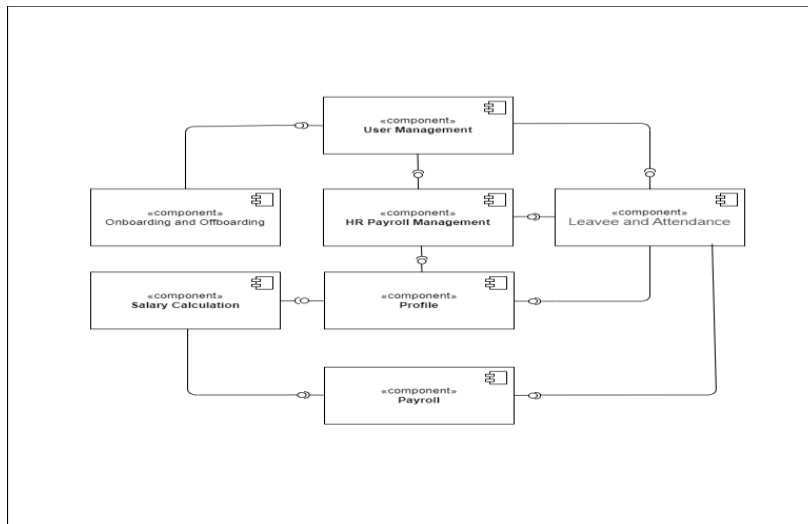 «component»
User Management
«component»
Onboarding and Offboarding
«component»
HR Payroll Management
«component»
Leavee and Attendance
«component»
Salary Calculation
«component»
Profile
«component»
Payroll